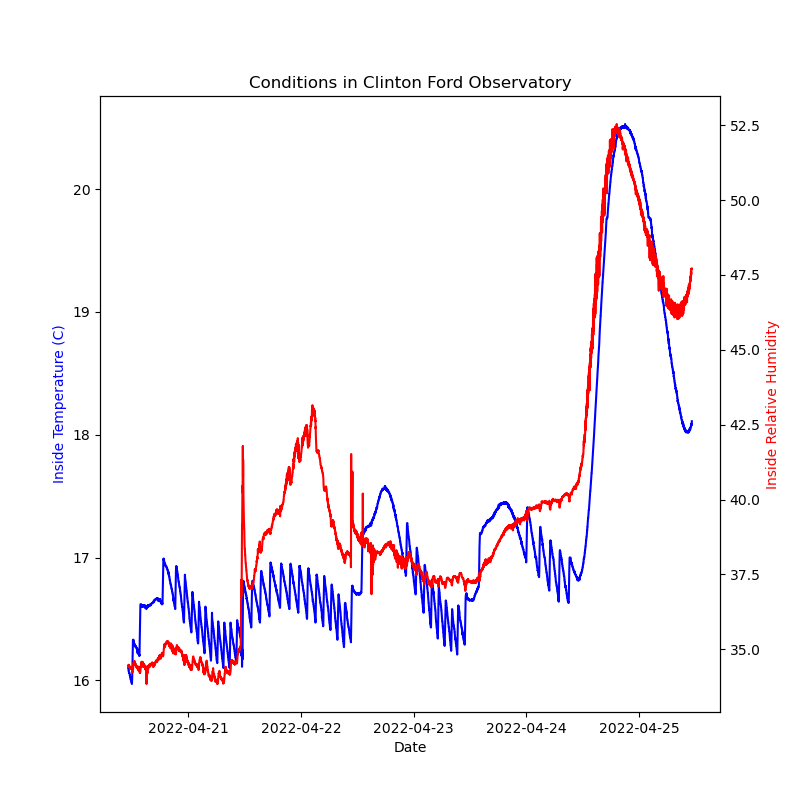 Conditions in Clinton Ford Observatory
Inside Temperature (C)
20
19
18
17
16
52.5
50.0
47.5
45.0
42.5
40.0
37.5
35.0
Inside Relative Humidity
2022-04-21 2022-04-22 2022-04-23 2022-04-24 2022-04-25
Date